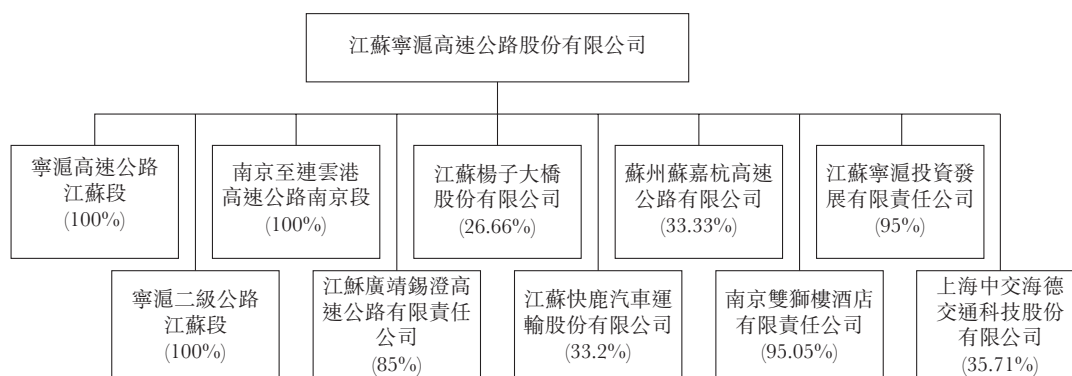 江蘇寧滬高速公路股份有限公司
寧滬高速公路
江蘇段
(100%)
南京至連雲港
高速公路南京段
(100%)
江蘇楊子大橋
股份有限公司
(26.66%)
蘇州蘇嘉杭高速
公路有限公司
(33.33%)
江蘇寧滬投資發
展有限責任公司
(95%)
寧滬二級公路
江蘇段
(100%)
江穌廣靖錫澄高
速公路有限責任
公司
(85%)
江蘇快鹿汽車運
輸股份有限公司
(33.2%)
南京雙獅樓酒店
有限責任公司
(95.05%)
上海中交海德
交通科技股份
有限公司
(35.71%)